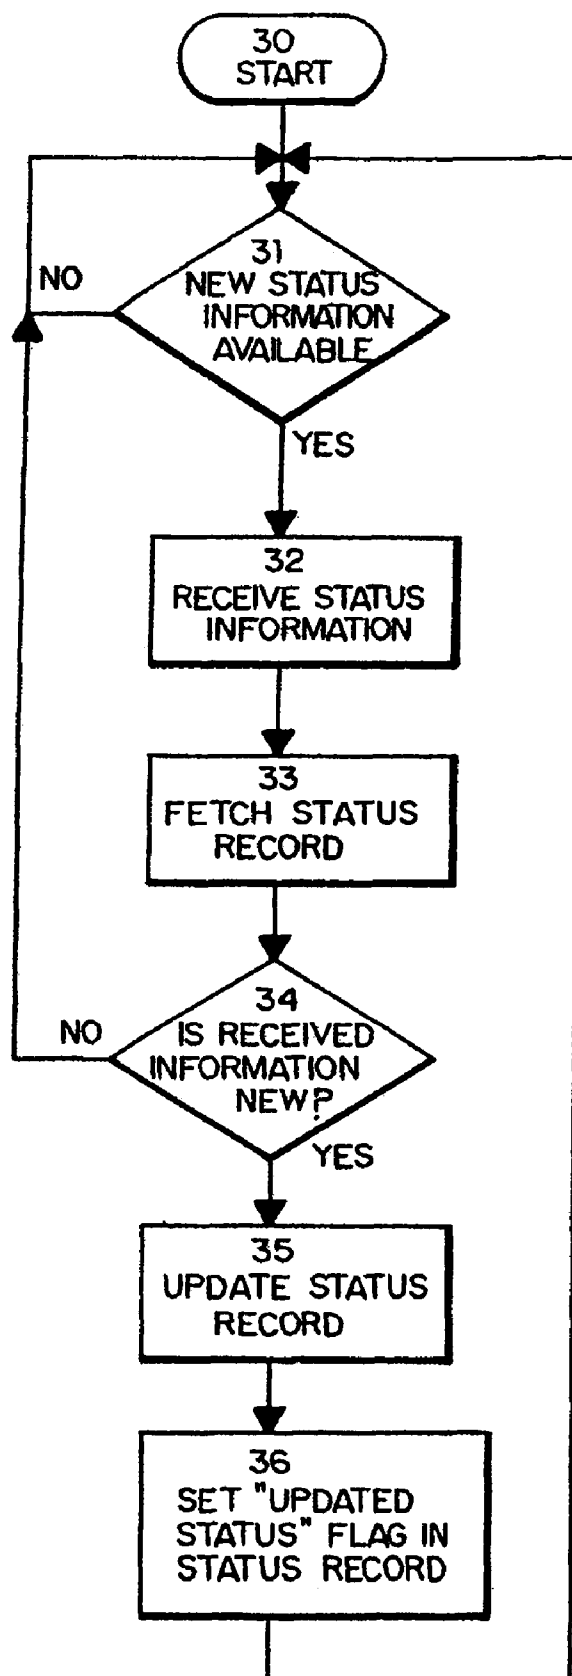 30
START
31
NEW STATUS
INFORMATION
AVAILABLE
NO
YES
32
RECEIVE STATUS
INFORMATION
33
FETCH STATUS
RECORD
34
IS RECEIVED
INFORMATION
NEW?
NO
YES
35
UPDATE STATUS
RECORD
36
SET "UPDATED
STATUS" FLAG IN
STATUS RECORD